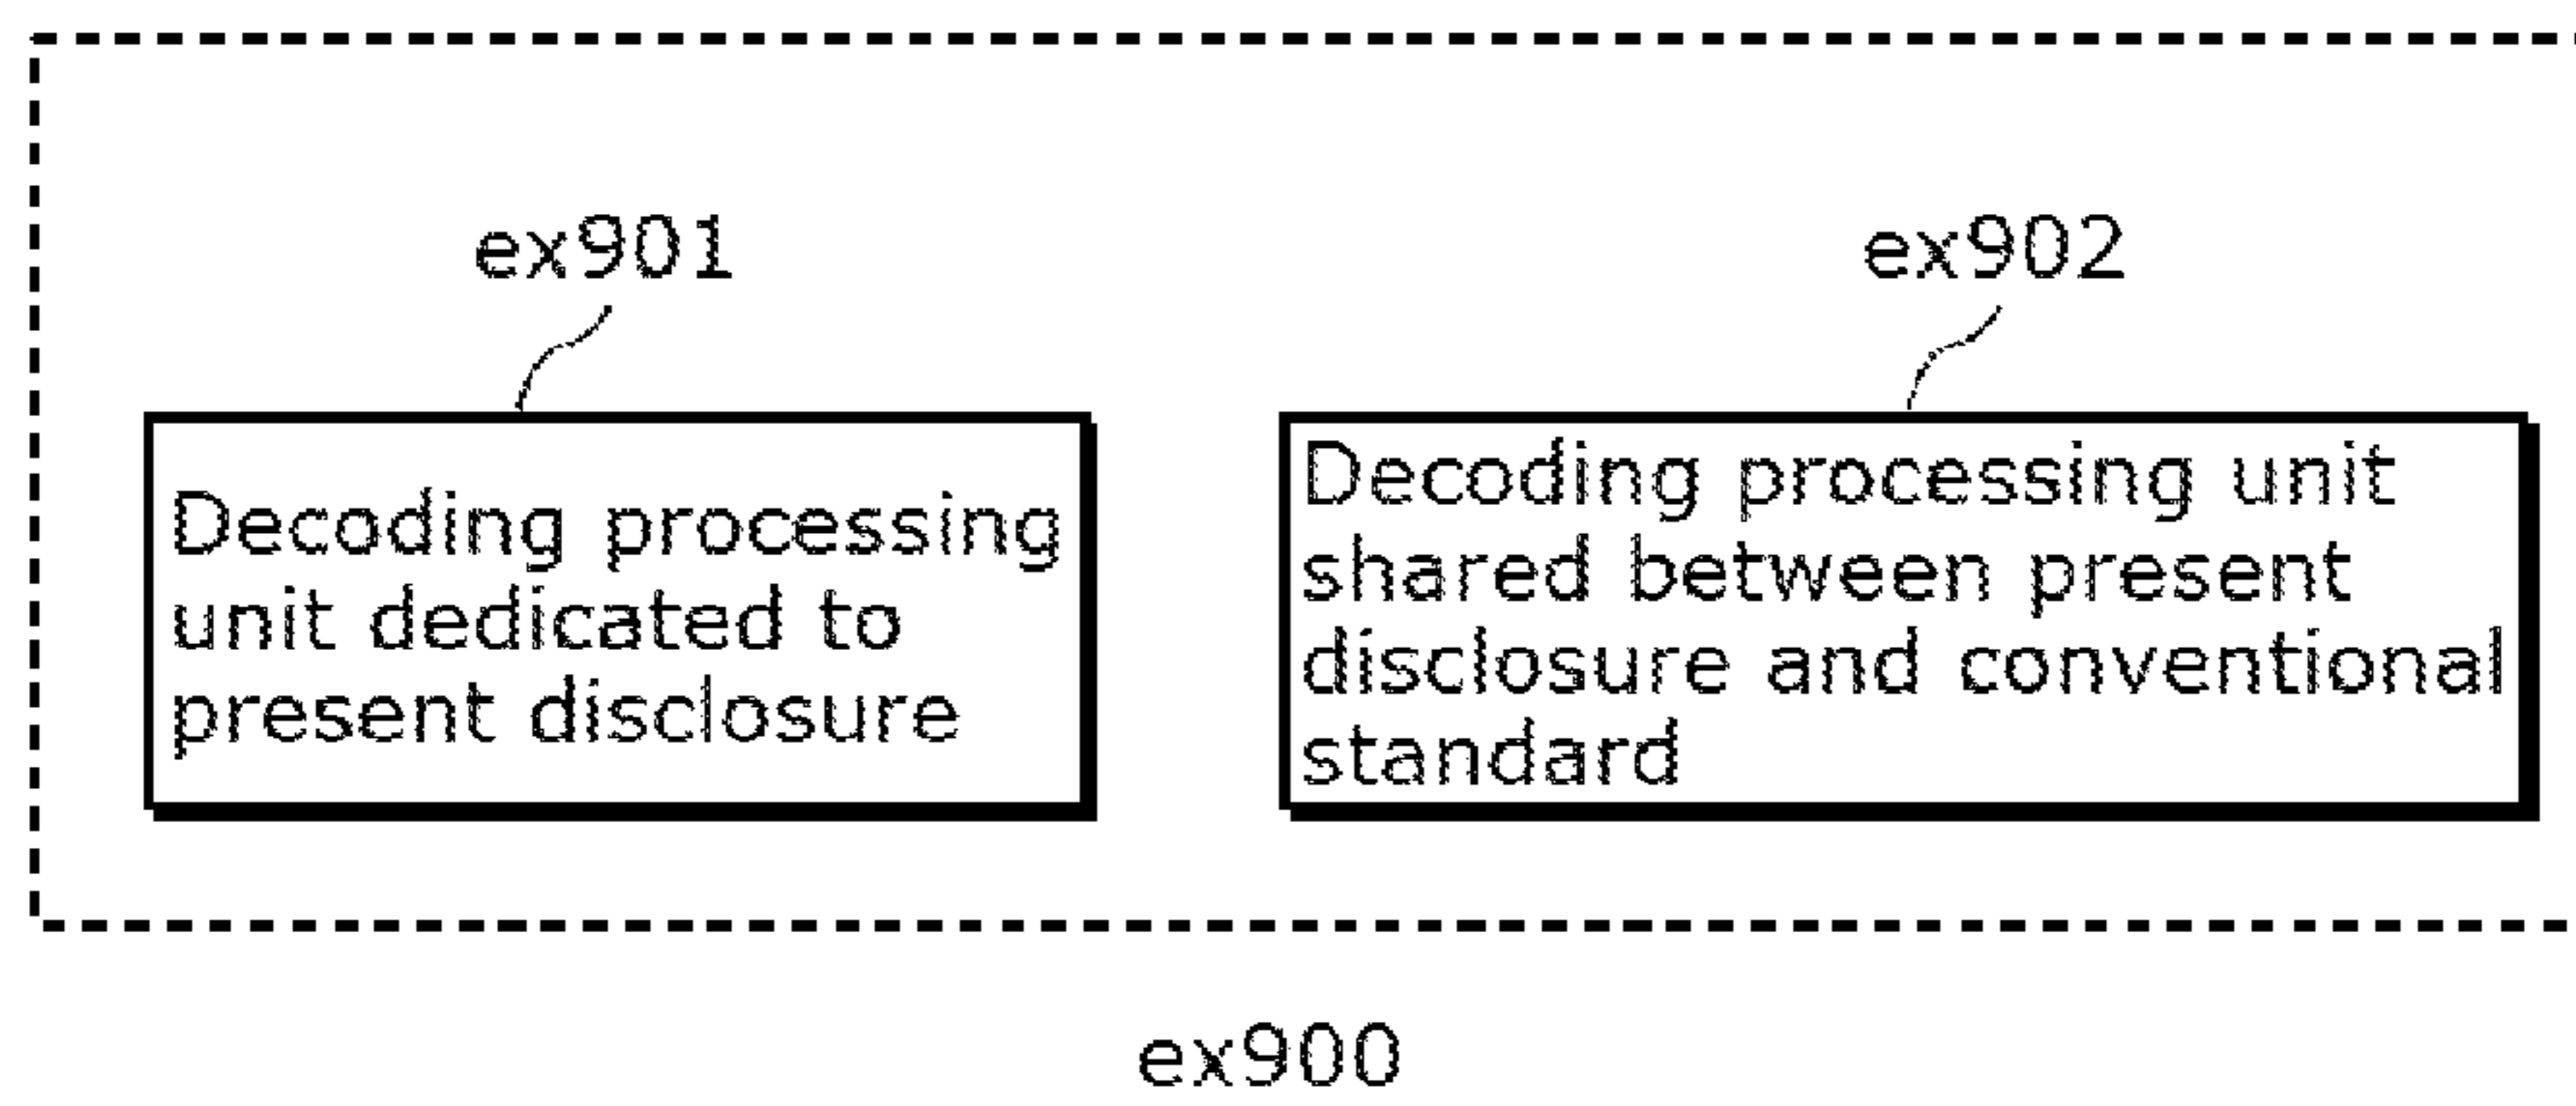 ex901
ex902
Decoding processing
unit dedicated to
present disclosure
Decoding processing unit
shared between present
disclosure and conventional
standard
ex900